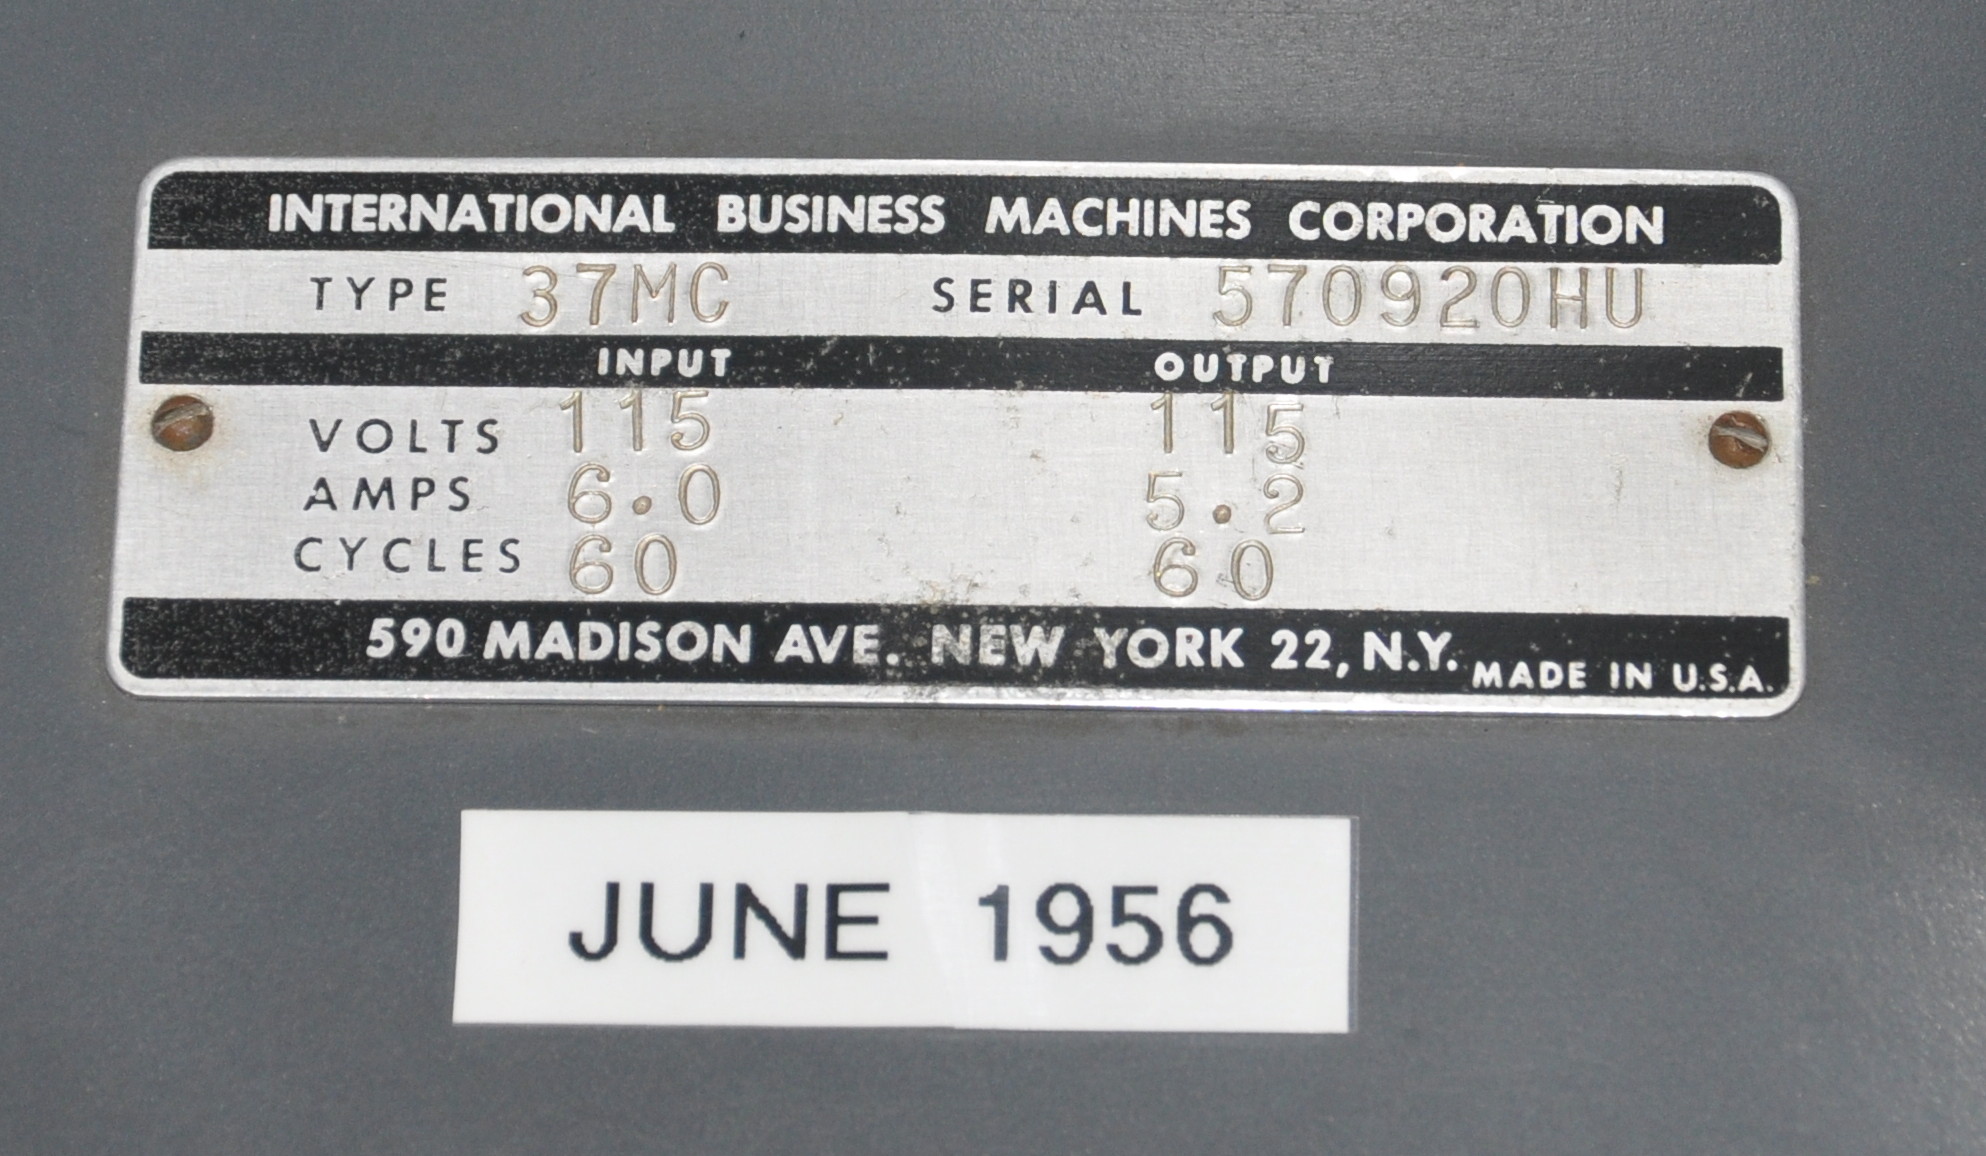 INTERNATIONAL BUSINESS MACHINES CORPORATION
TYPE 37MC SERIAL 570920HU
INPUT OUTPUT
VOLTS 115 115
AMPS 6.0 5.2
CYCLES 60 60
590 MADISON AVE. NEW YORK 22, N.Y. MADE IN U.S.A.
JUNE 1956